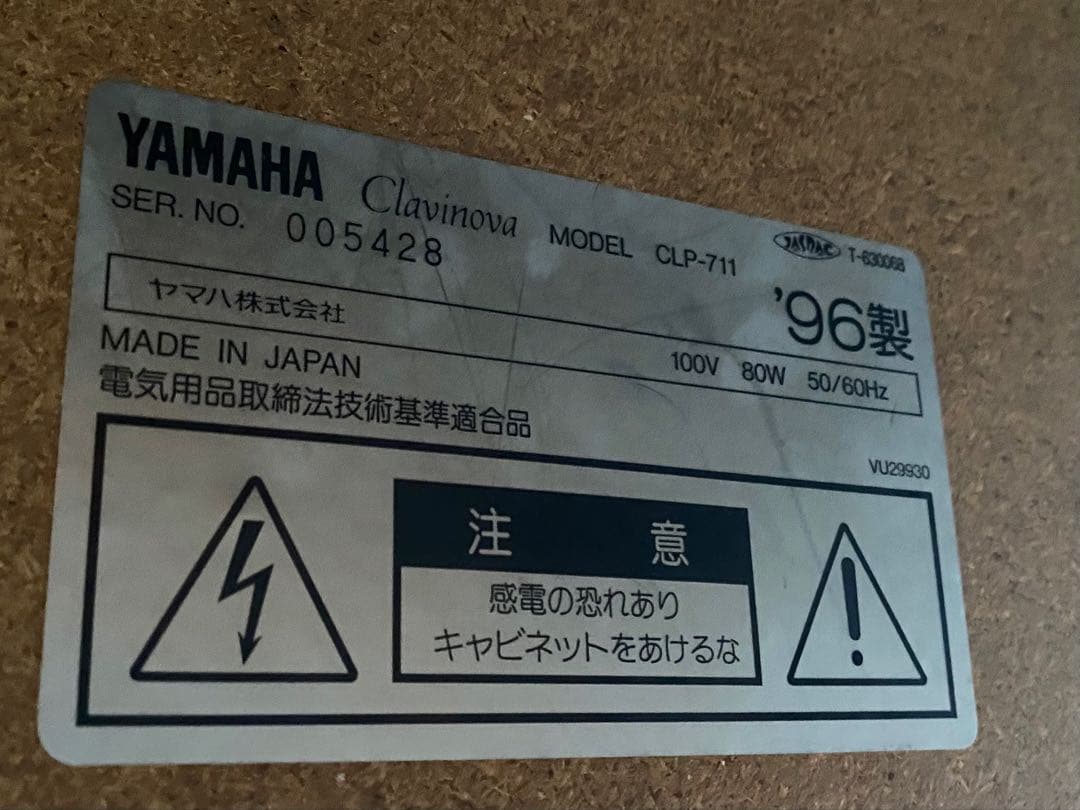 YAMAHA Clavinova MODEL CLP-711 JASRAC T-630068
SER. NO. 005428
'96製
ヤマハ株式会社 100V 80W 50/60Hz
MADE IN JAPAN
電気用品取締法技術基準適合品
VU29930
注意
感電の恐れあり
キャビネットをあけるな